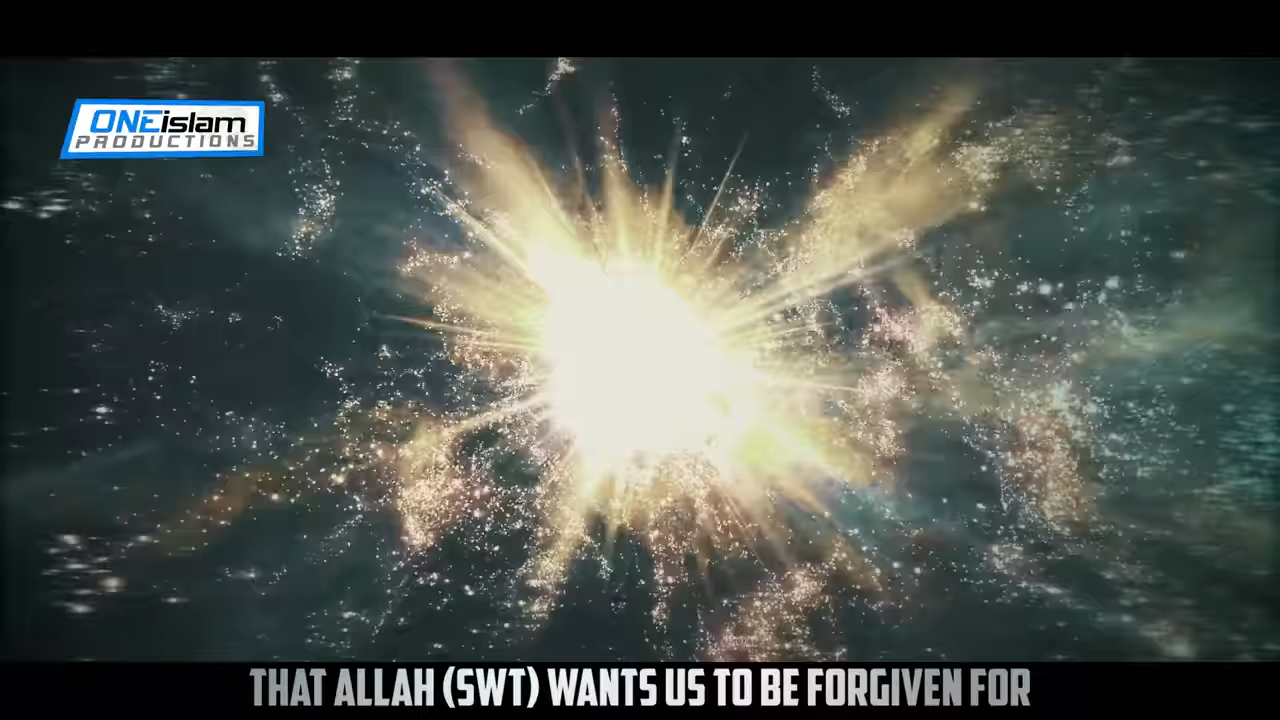 ONEislam
PRODUCTIONS
THAT ALLAH (SWT) WANTS US TO BE FORGIVEN FOR